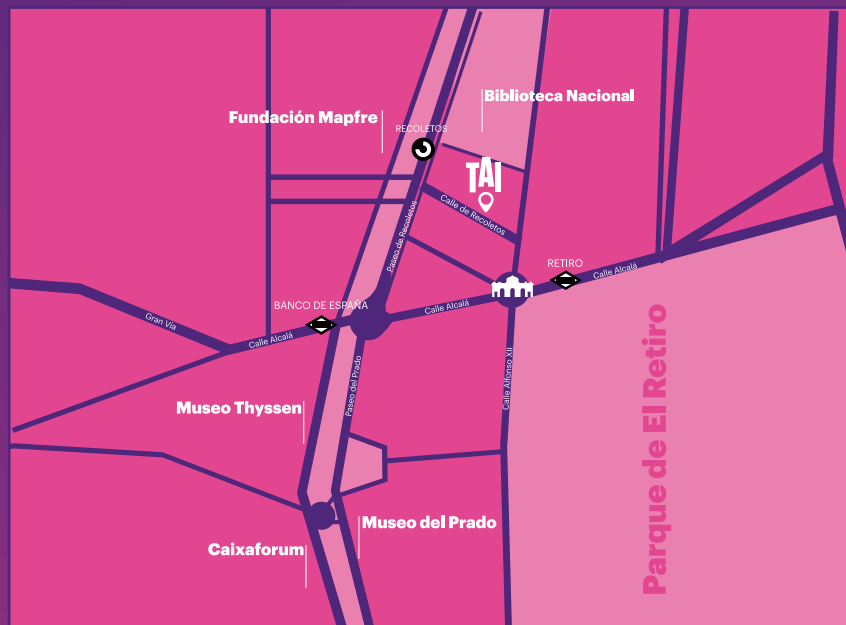 Biblioteca Nacional
Fundación Mapfre
RECOLETOS
TAI
Calle de Recoletos
Paseo de Recoletos
RETIRO
Calle Alcalá
BANCO DE ESPAÑA
Calle Alcalá
Gran Vía
Calle Alcalá
Paseo del Prado
Calle Alfonso XII
Parque de El Retiro
Museo Thyssen
Museo del Prado
Caixaforum